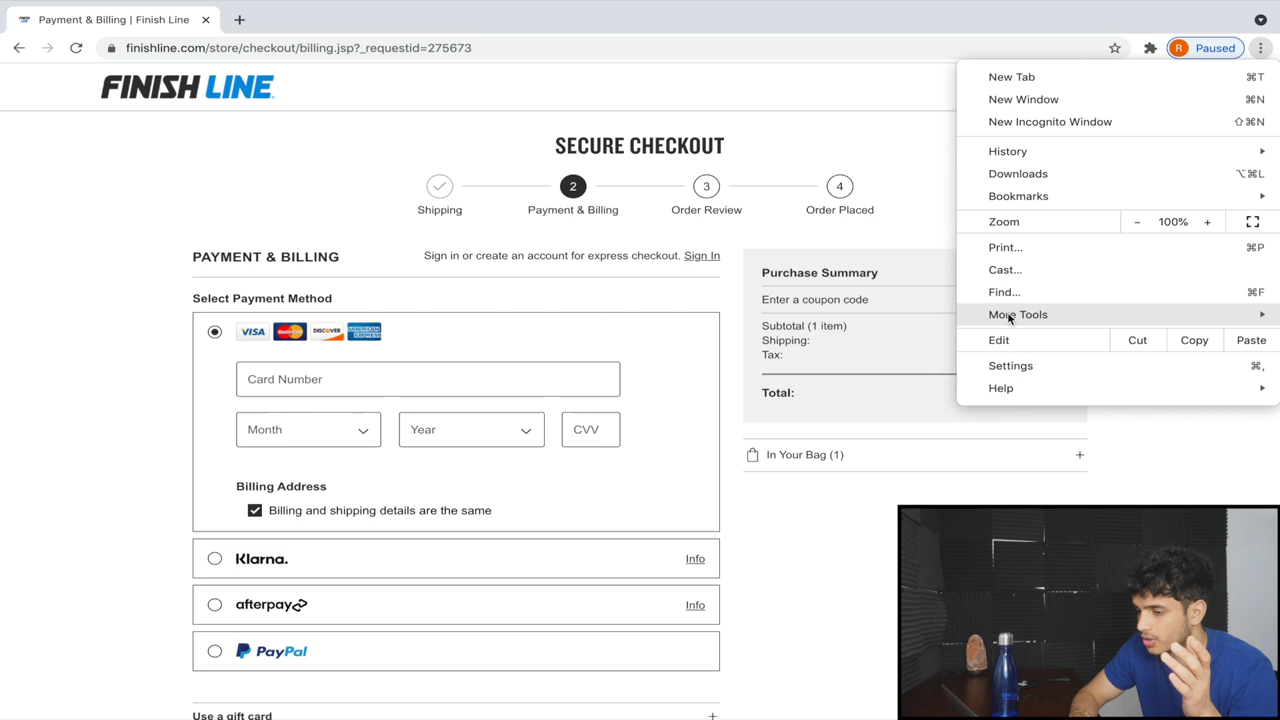 Payment & Billing | Finish Line
finishline.com/store/checkout/billing.jsp?_requestid=275673
R Paused
FINISH LINE
SECURE CHECKOUT
2 3 4
Shipping Payment & Billing Order Review Order Placed
PAYMENT & BILLING
Sign in or create an account for express checkout. Sign In
Select Payment Method
VISA MasterCard DISCOVER AMERICAN EXPRESS
Card Number
Month Year CVV
Billing Address
Billing and shipping details are the same
Klarna. Info
afterpay Info
PayPal
Use a gift card +
Purchase Summary
Enter a coupon code
Subtotal (1 item)
Shipping:
Tax:
Total:
In Your Bag (1) +
New Tab ⌘T
New Window ⌘N
New Incognito Window ⇧⌘N
History
Downloads ⌥⌘L
Bookmarks
Zoom − 100% +
Print... ⌘P
Cast...
Find... ⌘F
More Tools
Edit Cut Copy Paste
Settings ⌘,
Help